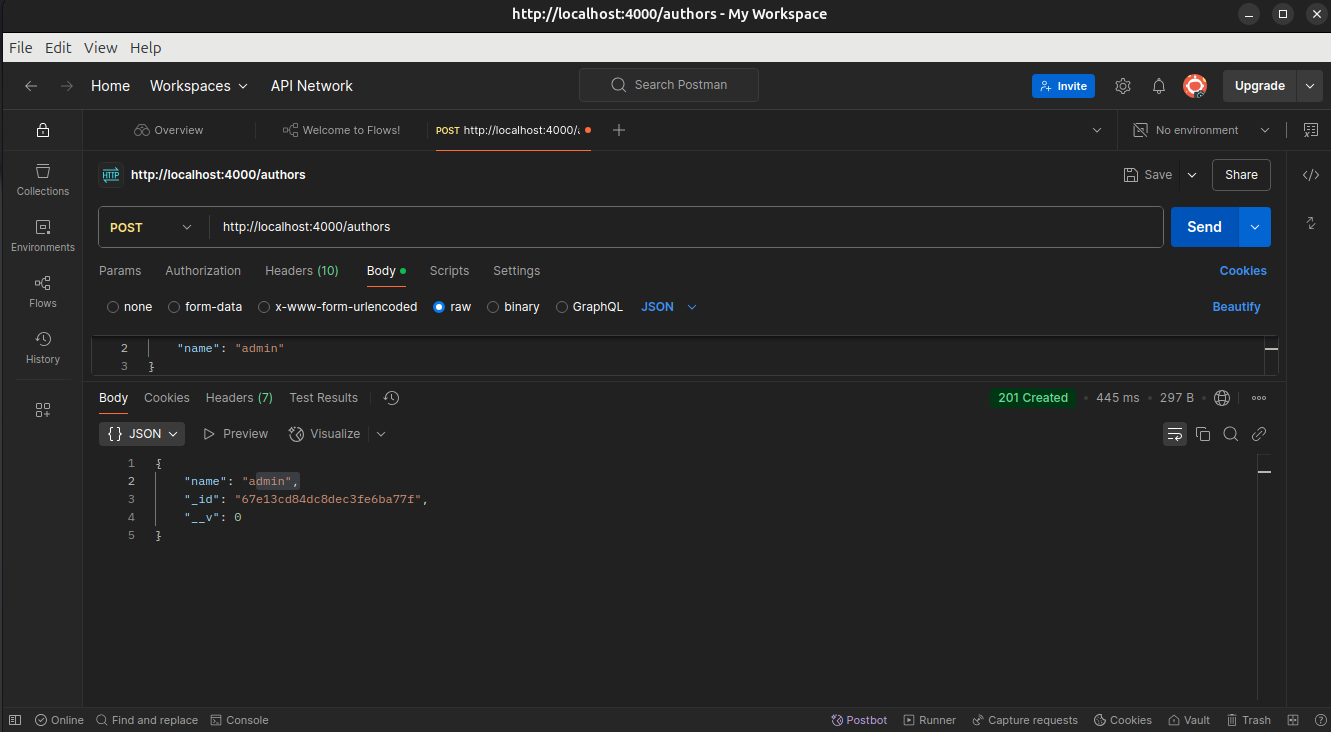 http://localhost:4000/authors - My Workspace
File Edit View Help
Home Workspaces API Network Search Postman Invite Upgrade
Overview Welcome to Flows! POST http://localhost:4000/ No environment
HTTP http://localhost:4000/authors Save Share
Collections
POST http://localhost:4000/authors Send
Environments
Params Authorization Headers (10) Body Scripts Settings Cookies
Flows
none form-data x-www-form-urlencoded raw binary GraphQL JSON Beautify
History
2 "name": "admin"
3 }
Body Cookies Headers (7) Test Results 201 Created 445 ms 297 B
{} JSON Preview Visualize
1 {
2 "name": "admin",
3 "_id": "67e13cd84dc8dec3fe6ba77f",
4 "__v": 0
5 }
Online Find and replace Console Postbot Runner Capture requests Cookies Vault Trash